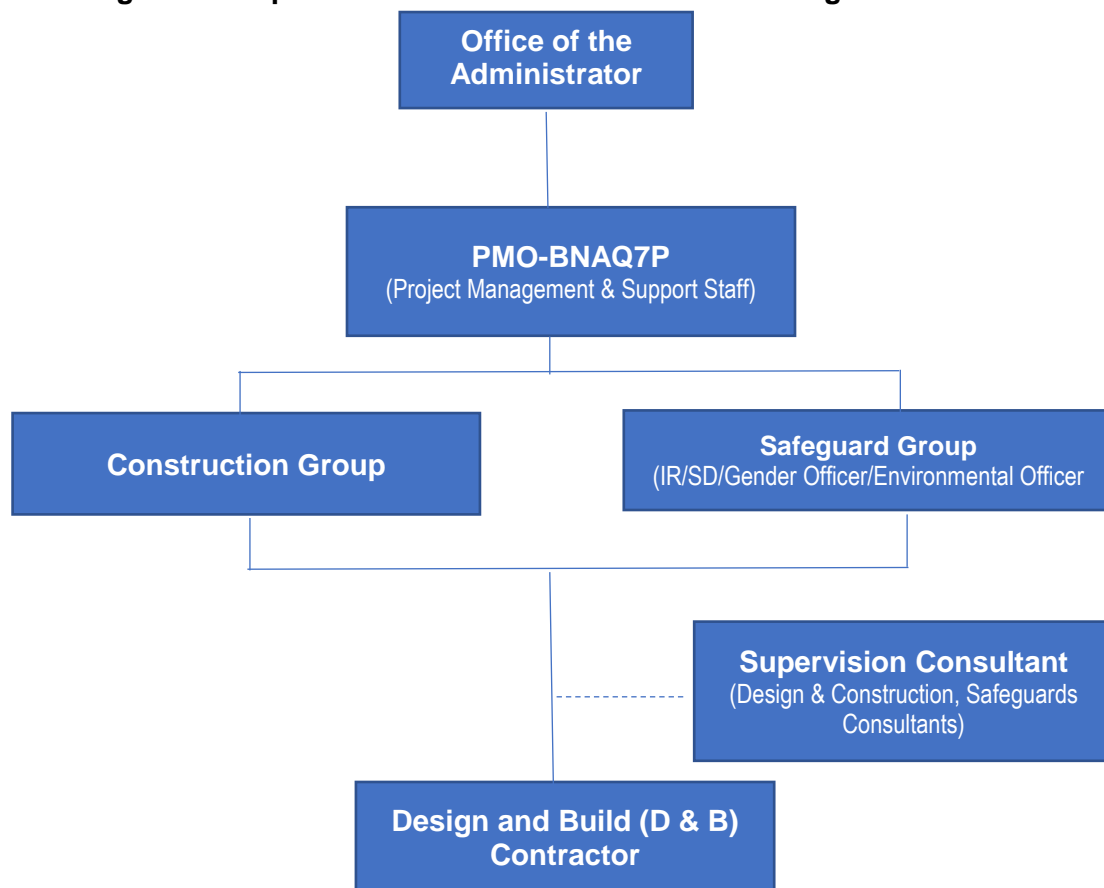 Office of the
Administrator
PMO-BNAQ7P
(Project Management & Support Staff)
Construction Group
Safeguard Group
(IR/SD/Gender Officer/Environmental Officer
Supervision Consultant
(Design & Construction, Safeguards
Consultants)
Design and Build (D & B)
Contractor